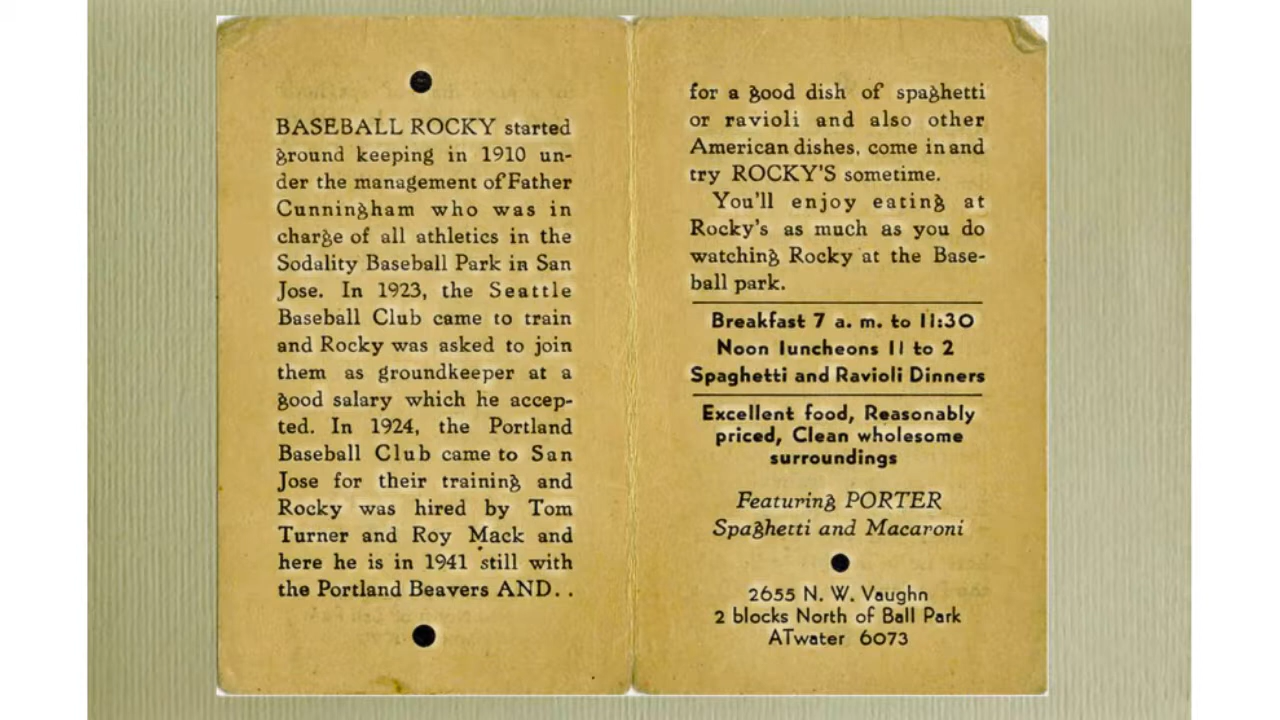 BASEBALL ROCKY started
ground keeping in 1910 un-
der the management of Father
Cunningham who was in
charge of all athletics in the
Sodality Baseball Park in San
Jose. In 1923, the Seattle
Baseball Club came to train
and Rocky was asked to join
them as groundkeeper at a
good salary which he accep-
ted. In 1924, the Portland
Baseball Club came to San
Jose for their training and
Rocky was hired by Tom
Turner and Roy Mack and
here he is in 1941 still with
the Portland Beavers AND. .
for a good dish of spaghetti
or ravioli and also other
American dishes, come in and
try ROCKY'S sometime.
You'll enjoy eating at
Rocky's as much as you do
watching Rocky at the Base-
ball park.
Breakfast 7 a. m. to 11:30
Noon luncheons 11 to 2
Spaghetti and Ravioli Dinners
Excellent food, Reasonably
priced, Clean wholesome
surroundings
Featuring PORTER
Spaghetti and Macaroni
2655 N. W. Vaughn
2 blocks North of Ball Park
ATwater 6073